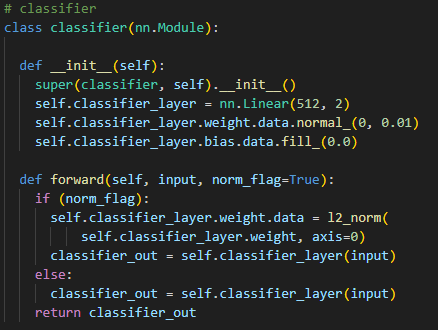 # classifier
class classifier(nn.Module):
def __init__(self):
super(classifier, self).__init__()
self.classifier_layer = nn.Linear(512, 2)
self.classifier_layer.weight.data.normal_(0, 0.01)
self.classifier_layer.bias.data.fill_(0.0)
def forward(self, input, norm_flag=True):
if (norm_flag):
self.classifier_layer.weight.data = l2_norm(
self.classifier_layer.weight, axis=0)
classifier_out = self.classifier_layer(input)
else:
classifier_out = self.classifier_layer(input)
return classifier_out